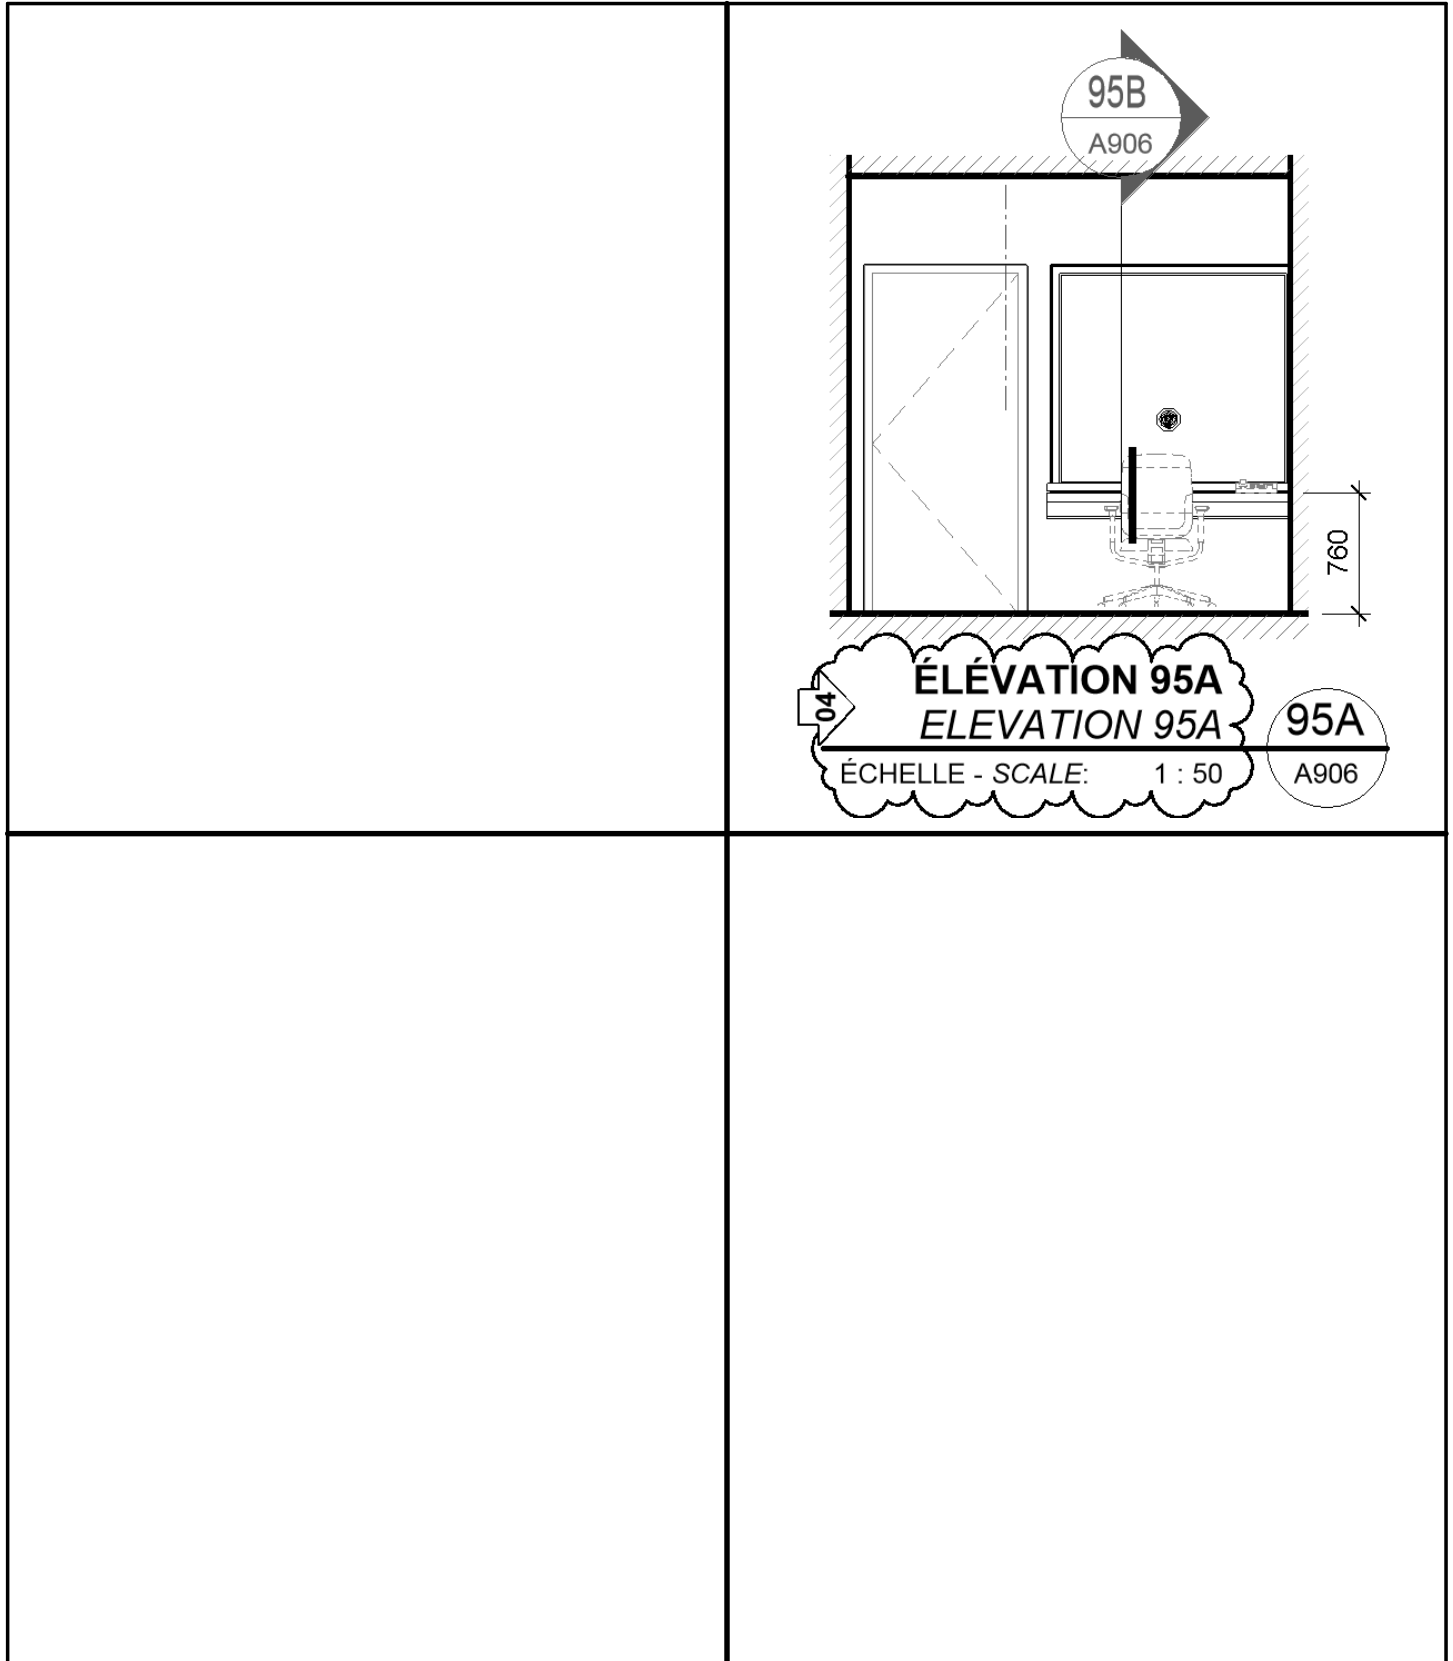 95B
A906
760
ÉLÉVATION 95A
04
ELEVATION 95A
95A
ÉCHELLE - SCALE: 1 : 50
A906